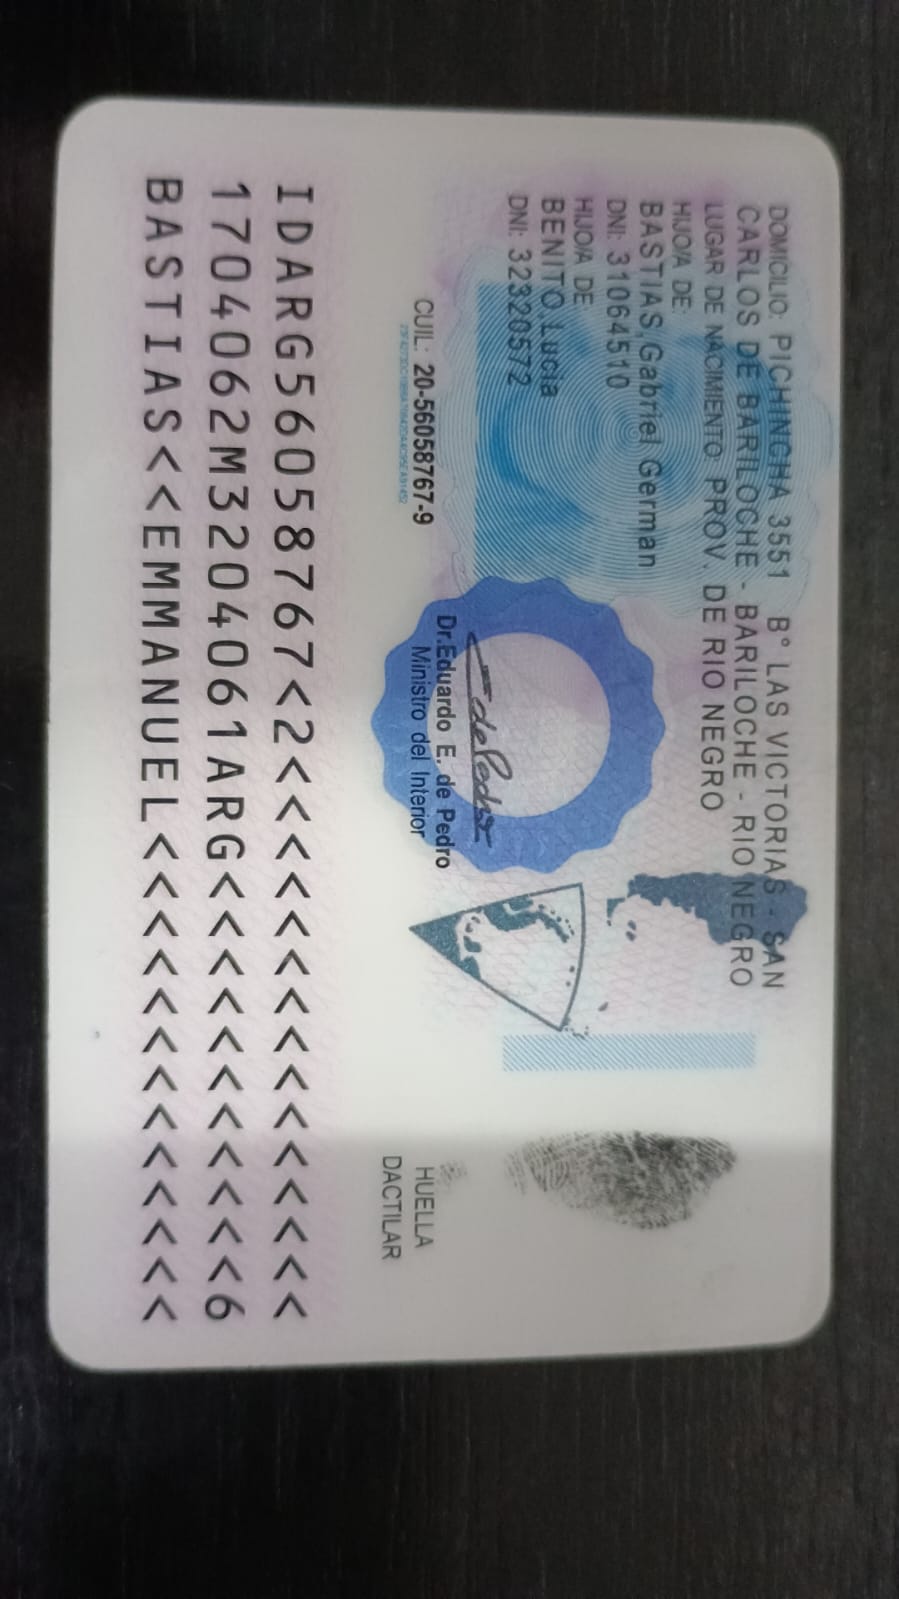 DOMICILIO: PICHINCHA 3551 B° LAS VICTORIAS - SAN
CARLOS DE BARILOCHE - BARILOCHE - RIO NEGRO
LUGAR DE NACIMIENTO: PROV. DE RIO NEGRO
HIJO/A DE:
BASTIAS,Gabriel German
DNI: 31064510
HIJO/A DE:
BENITO,Lucia
DNI: 32320572
CUIL: 20-56058767-9
Dr.Eduardo E. de Pedro
Ministro del Interior
HUELLA
DACTILAR
IDARG56058767<2<<<<<<<<<<<<<<<
1704062M3204061ARG<<<<<<<<<<<6
BASTIAS<<EMMANUEL<<<<<<<<<<<<<